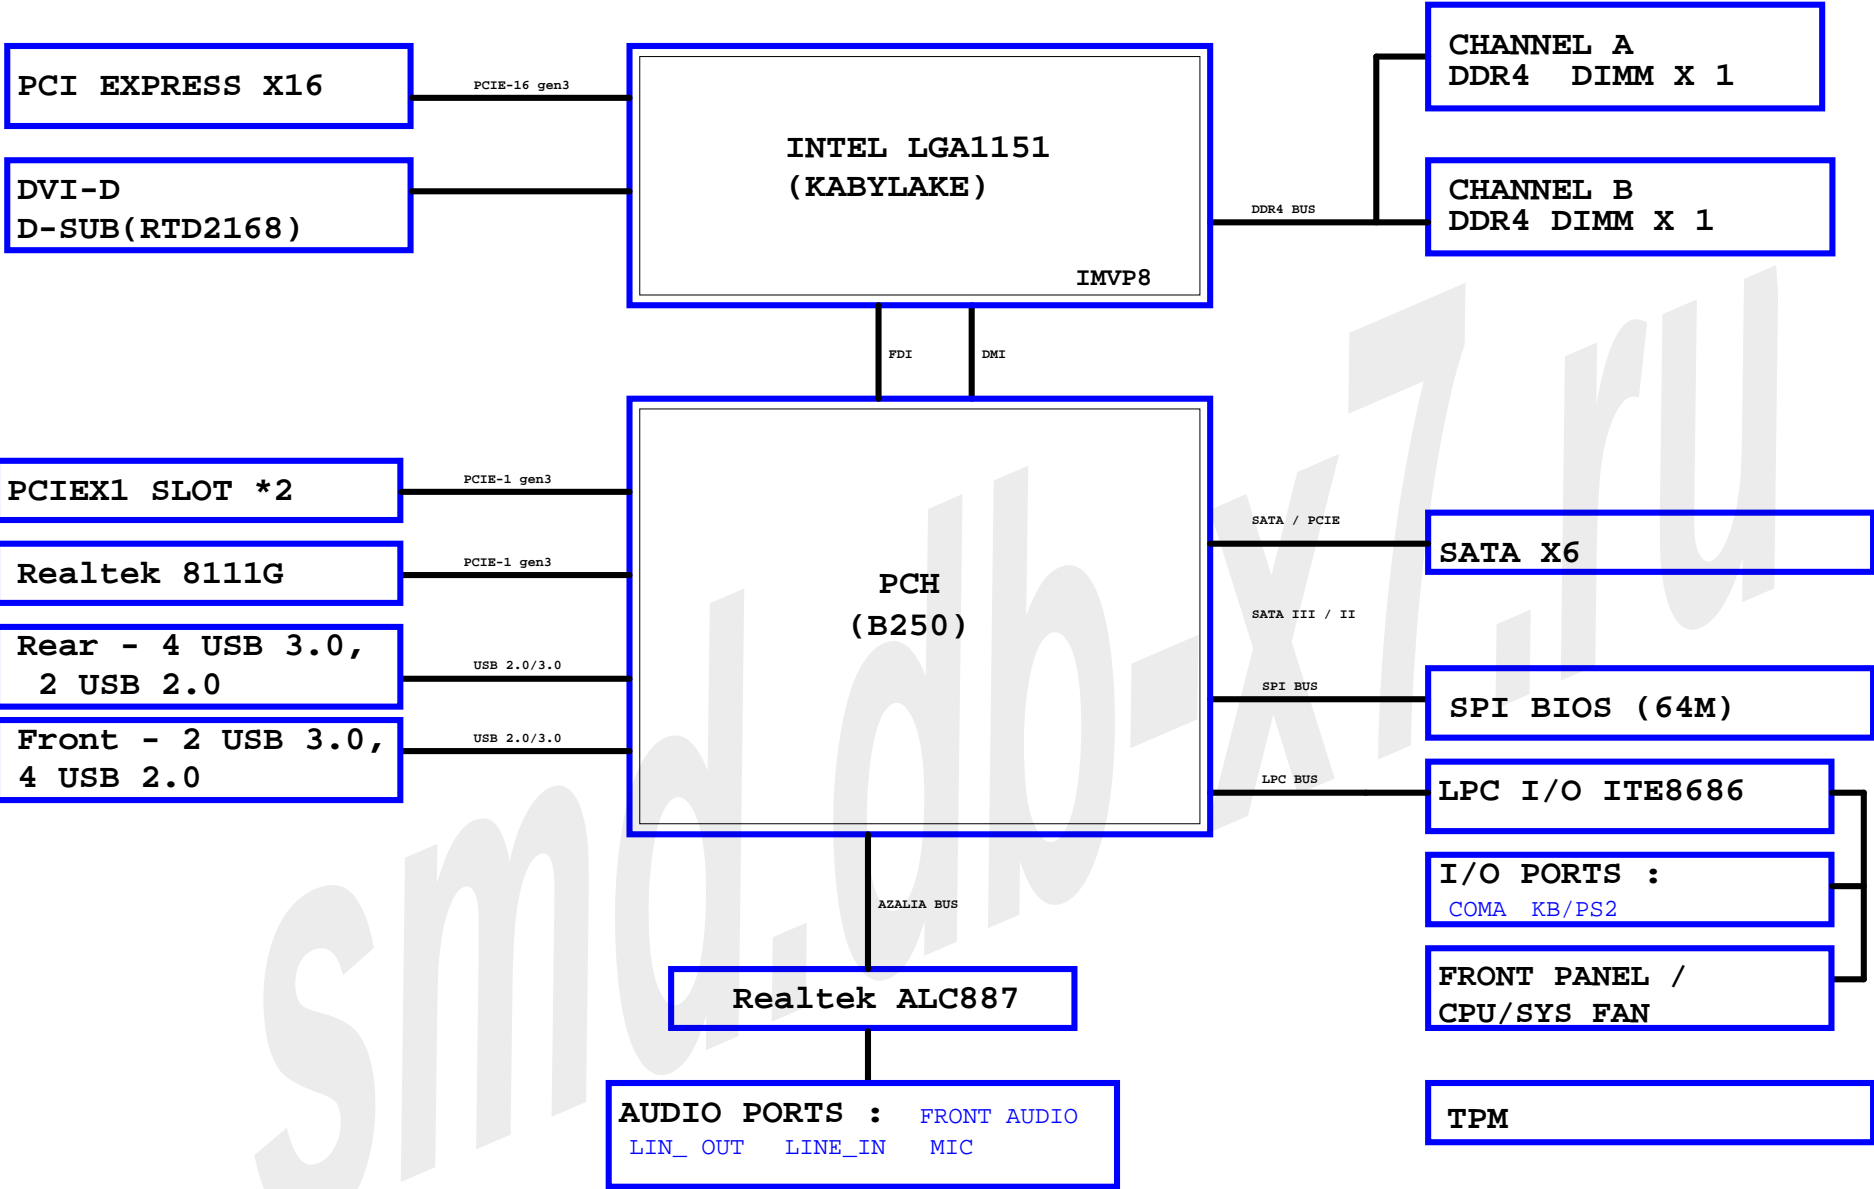 PCI EXPRESS X16
PCIE-16 gen3
DVI-D
D-SUB(RTD2168)
INTEL LGA1151
(KABYLAKE)
IMVP8
CHANNEL A
DDR4 DIMM X 1
DDR4 BUS
CHANNEL B
DDR4 DIMM X 1
FDI
DMI
PCIEX1 SLOT *2
PCIE-1 gen3
Realtek 8111G
PCIE-1 gen3
Rear - 4 USB 3.0,
2 USB 2.0
USB 2.0/3.0
Front - 2 USB 3.0,
4 USB 2.0
USB 2.0/3.0
PCH
(B250)
SATA / PCIE
SATA X6
SATA III / II
SPI BUS
SPI BIOS (64M)
LPC BUS
LPC I/O ITE8686
I/O PORTS :
COMA KB/PS2
FRONT PANEL /
CPU/SYS FAN
TPM
AZALIA BUS
Realtek ALC887
AUDIO PORTS : FRONT AUDIO
LIN_ OUT LINE_IN MIC
smd.db-x7.ru